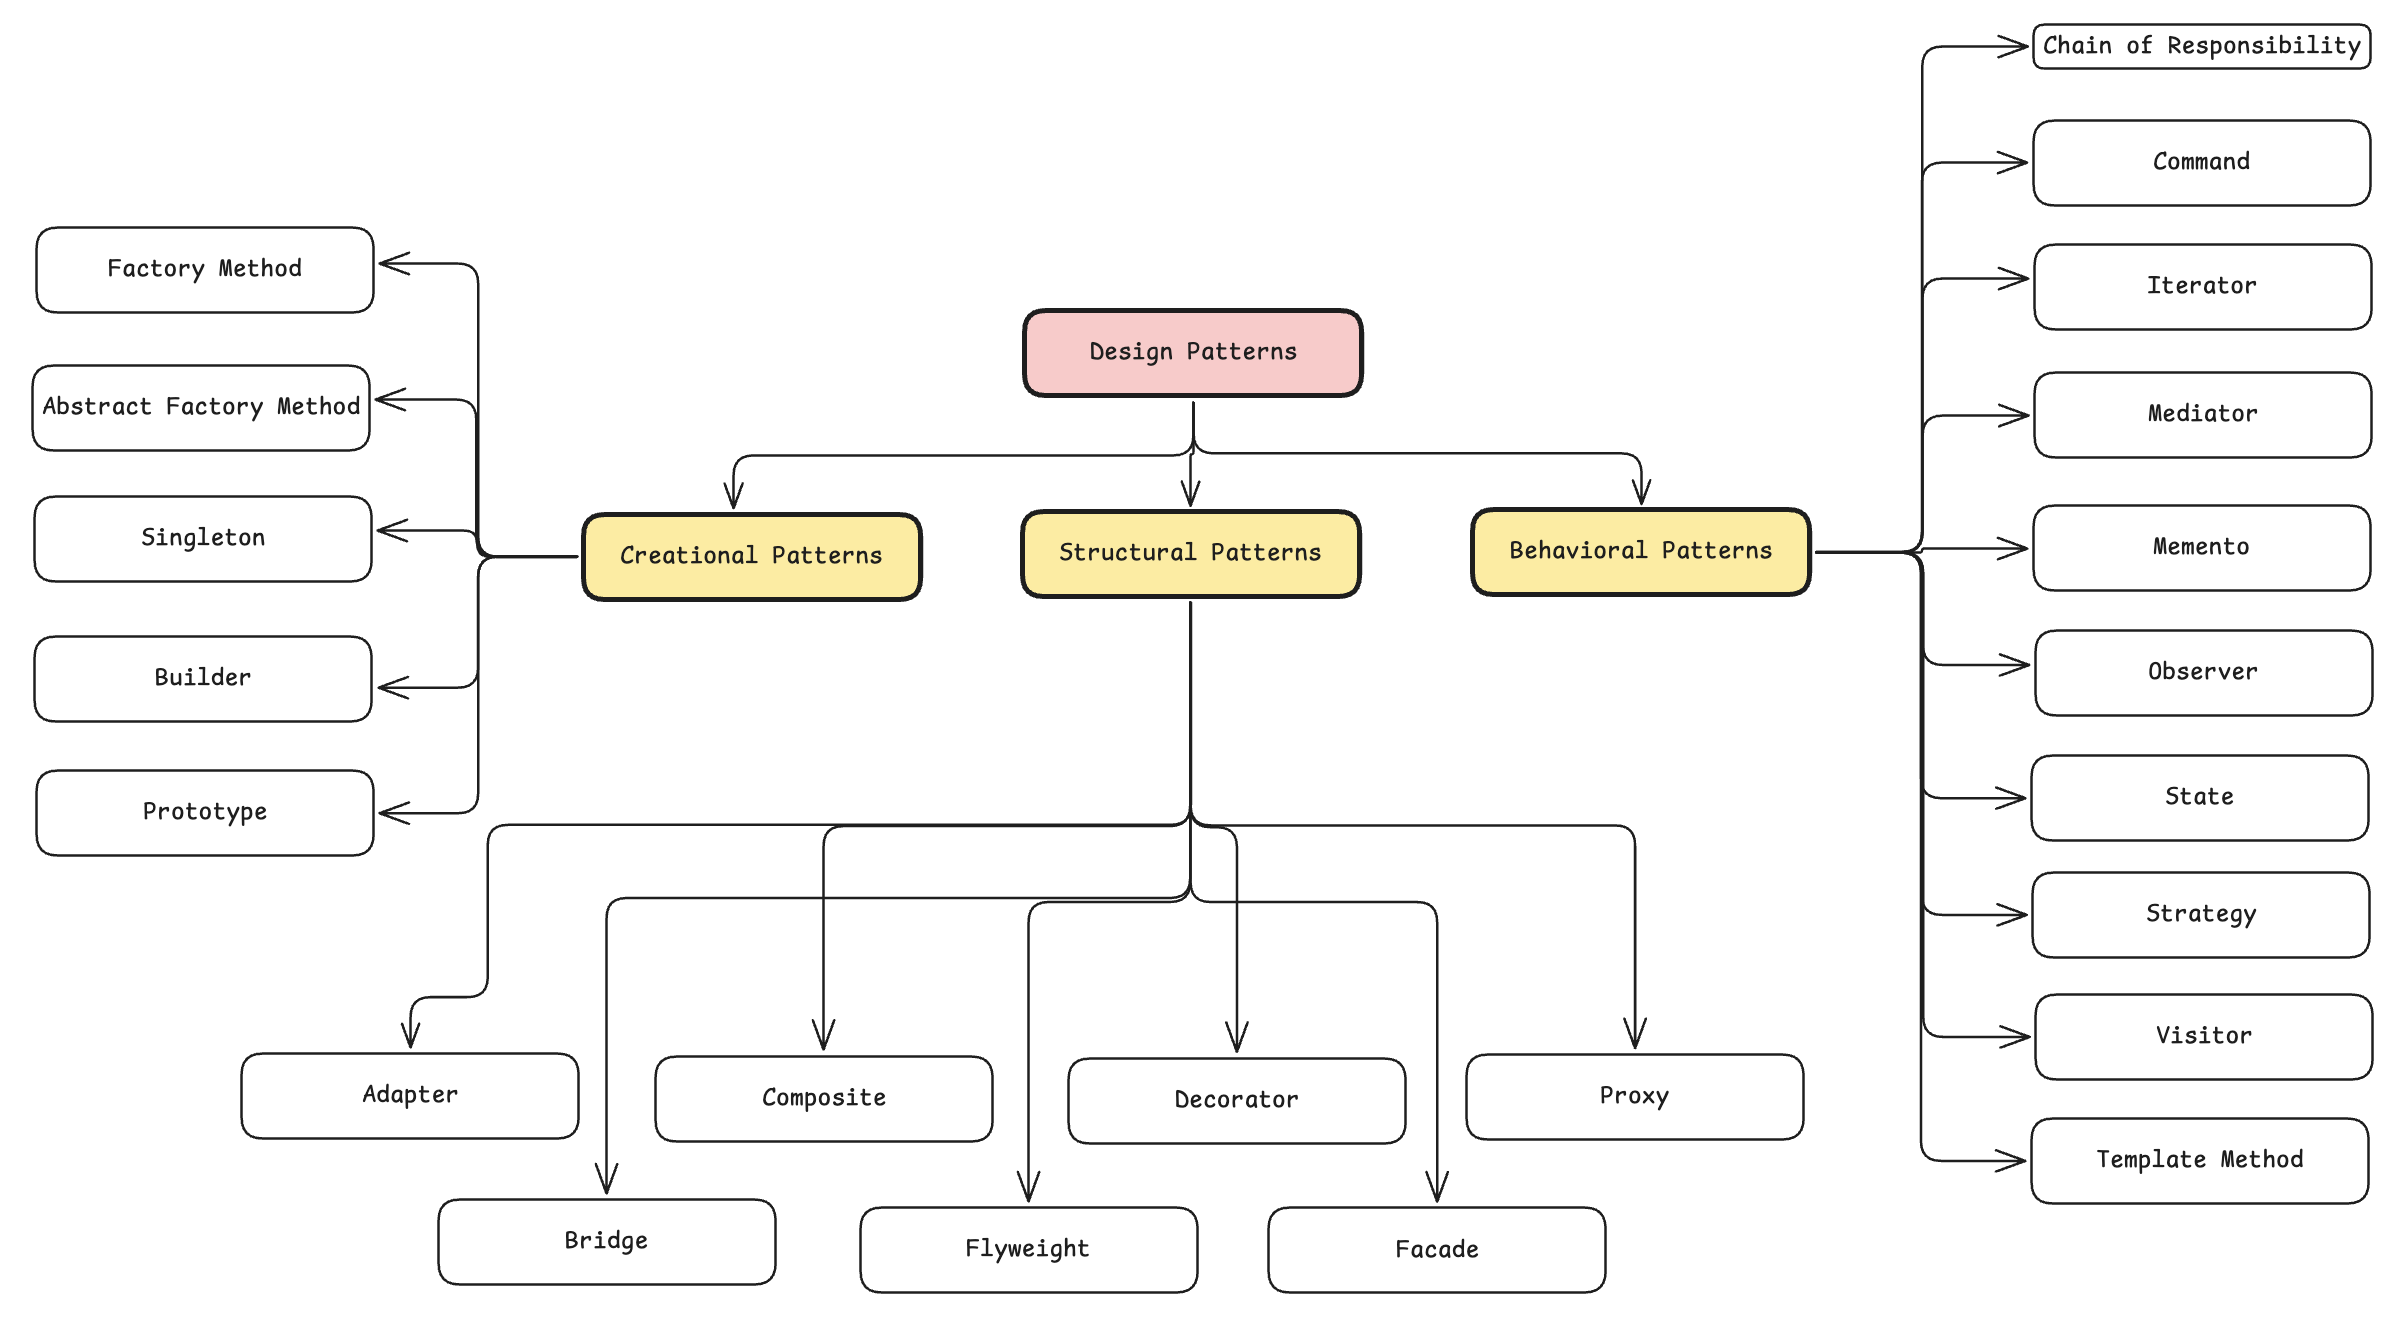 Chain of Responsibility
Command
Factory Method
Iterator
Design Patterns
Abstract Factory Method
Mediator
Singleton
Creational Patterns
Structural Patterns
Behavioral Patterns
Memento
Builder
Observer
Prototype
State
Strategy
Adapter
Composite
Decorator
Proxy
Visitor
Bridge
Flyweight
Facade
Template Method